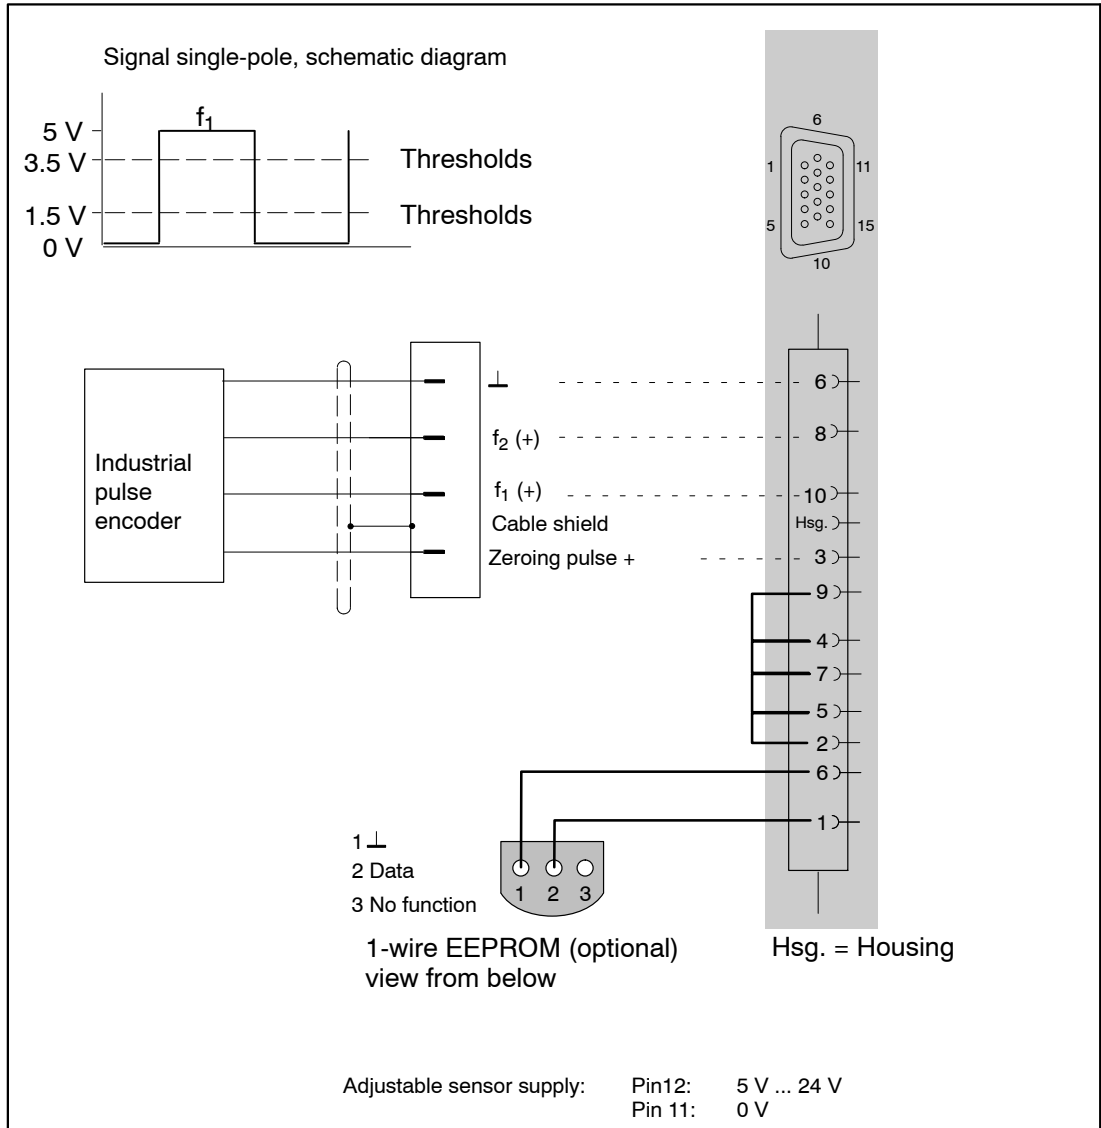 Signal single-pole, schematic diagram
f1
5 V
3.5 V
Thresholds
1.5 V
Thresholds
0 V
6
1
11
5
15
10
Industrial
pulse
encoder
⊥
6
f2 (+)
8
f1 (+)
10
Cable shield
Hsg.
Zeroing pulse +
3
9
4
7
5
2
6
1
1 ⊥
2 Data
3 No function
1 2 3
1-wire EEPROM (optional)
view from below
Hsg. = Housing
Adjustable sensor supply: Pin12: 5 V ... 24 V
Pin 11: 0 V